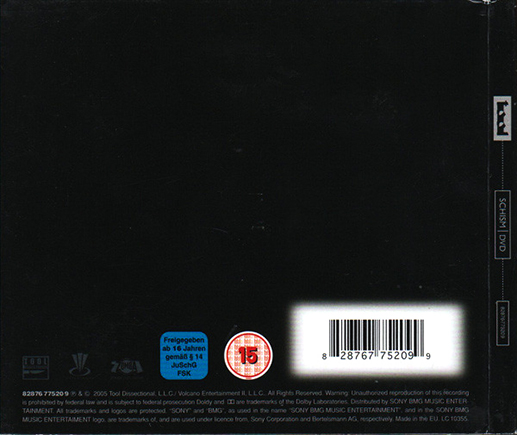 tool
SCHISM | DVD
82876775209
Freigegeben
ab 16 Jahren
gemäß § 14
JuSchG
FSK
15
8 28767 75209 9
TOOL
82876 77520 9 ℗ & © 2005 Tool Dissectional, L.L.C./ Volcano Entertainment II, L.L.C., All Rights Reserved. Warning: Unauthorized reproduction of this Recording
is prohibited by federal law and is subject to federal prosecution Dolby and are trademarks of the Dolby Laboratories. Distributed by SONY BMG MUSIC ENTER-
TAINMENT. All trademarks and logos are protected. "SONY" and "BMG", as used in the name "SONY BMG MUSIC ENTERTAINMENT", and in the SONY
BMG MUSIC ENTERTAINMENT logo, are trademarks of, and are used under licence from, Sony Corporation and Bertelsmann AG, respectively. Made in the EU. LC 10355.